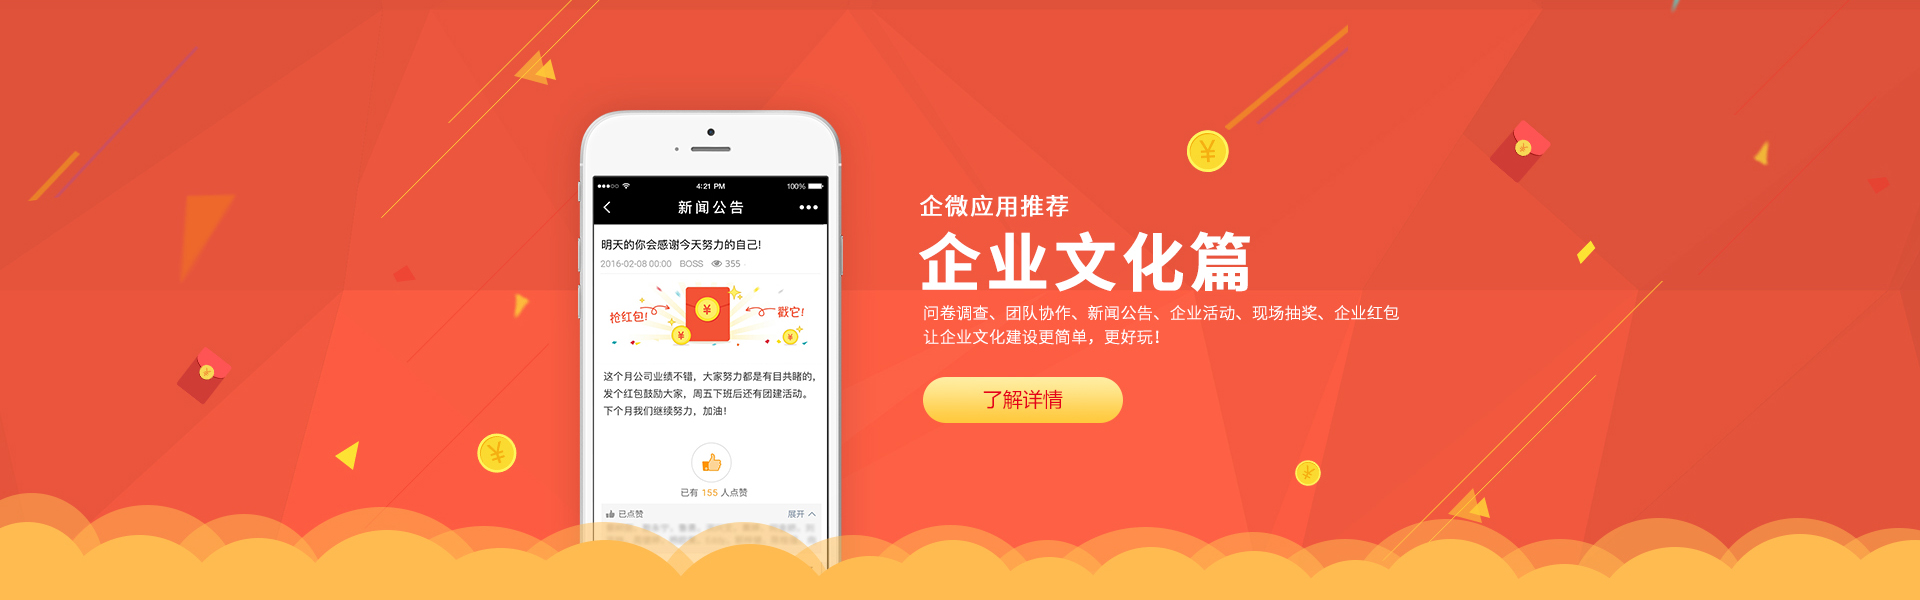 4:21 PM
100%
新闻公告
明天的你会感谢今天努力的自己!
2016-02-08 00:00 BOSS 355
抢红包!
戳它!
这个月公司业绩不错，大家努力都是有目共睹的，
发个红包鼓励大家，周五下班后还有团建活动。
下个月我们继续努力，加油!
已有 155 人点赞
已点赞
展开
企微应用推荐
企业文化篇
问卷调查、团队协作、新闻公告、企业活动、现场抽奖、企业红包
让企业文化建设更简单，更好玩!
了解详情